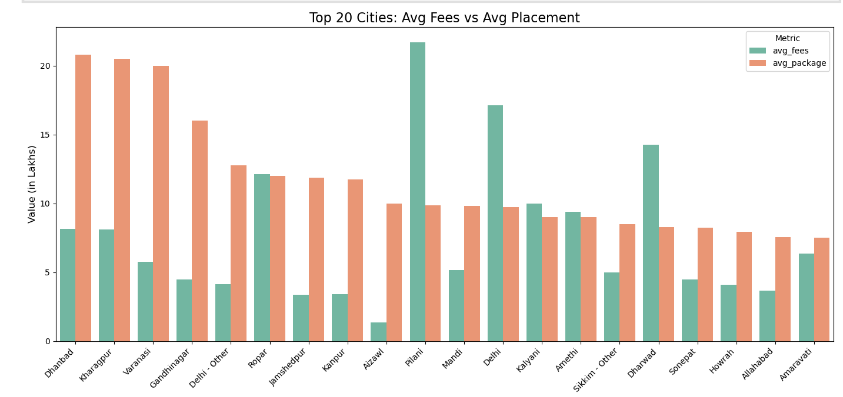 Top 20 Cities: Avg Fees vs Avg Placement
Metric
avg_fees
avg_package
Value (in Lakhs)
20
15
10
5
0
Dhanbad
Kharagpur
Varanasi
Gandhinagar
Delhi - Other
Ropar
Jamshedpur
Kanpur
Aizawl
Pilani
Mandi
Delhi
Kalyani
Amethi
Sikkim - Other
Dharwad
Sonepat
Howrah
Allahabad
Amaravati